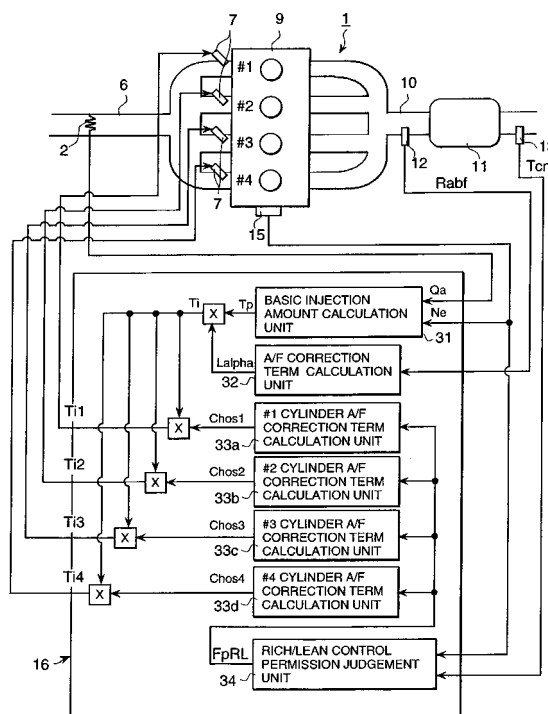 7
9
1
6
10
#1
#2
#3
#4
2
7
12
11
13
Tcn
Rabf
15
Qa
Ne
Ti
Tp
BASIC INJECTION
AMOUNT CALCULATION
UNIT
X
31
Lalpha
A/F CORRECTION
TERM CALCULATION
UNIT
32
Ti1
Chos1
#1 CYLINDER A/F
CORRECTION TERM
CALCULATION UNIT
X
33a
Ti2
Chos2
#2 CYLINDER A/F
CORRECTION TERM
CALCULATION UNIT
X
33b
Ti3
Chos3
#3 CYLINDER A/F
CORRECTION TERM
CALCULATION UNIT
X
33c
Ti4
Chos4
#4 CYLINDER A/F
CORRECTION TERM
CALCULATION UNIT
X
33d
16
FpRL
RICH/LEAN CONTROL
PERMISSION JUDGEMENT
UNIT
34